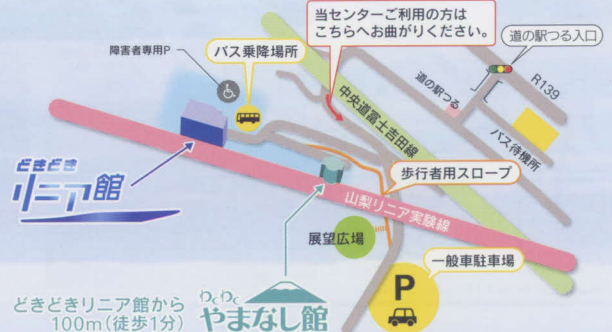 当センターご利用の方は
こちらへお曲がりください。
道の駅つる入口
障害者専用P
バス乗降場所
中央道富士吉田線
道の駅つる
R139
バス待機所
どきどき
リニア館
歩行者用スロープ
山梨リニア実験線
展望広場
一般車駐車場
P
どきどきリニア館から
100m(徒歩1分)
わくわく
やまなし館